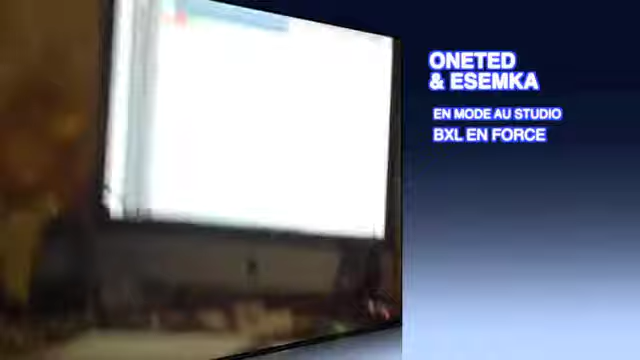 ONETED
& ESEMKA
EN MODE AU STUDIO
BXL EN FORCE